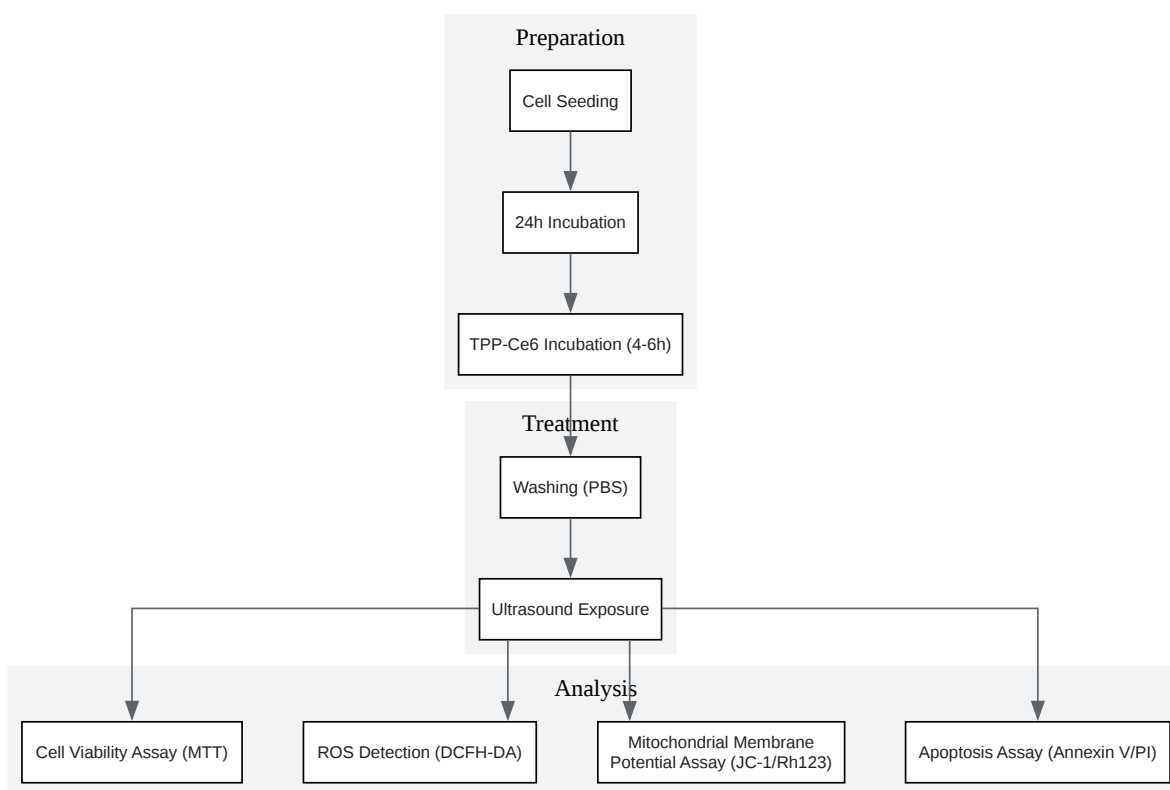 Preparation
Cell Seeding
24h Incubation
TPP-Ce6 Incubation (4-6h)
Treatment
Washing (PBS)
Ultrasound Exposure
Analysis
Cell Viability Assay (MTT)
ROS Detection (DCFH-DA)
Mitochondrial Membrane
Potential Assay (JC-1/Rh123)
Apoptosis Assay (Annexin V/PI)